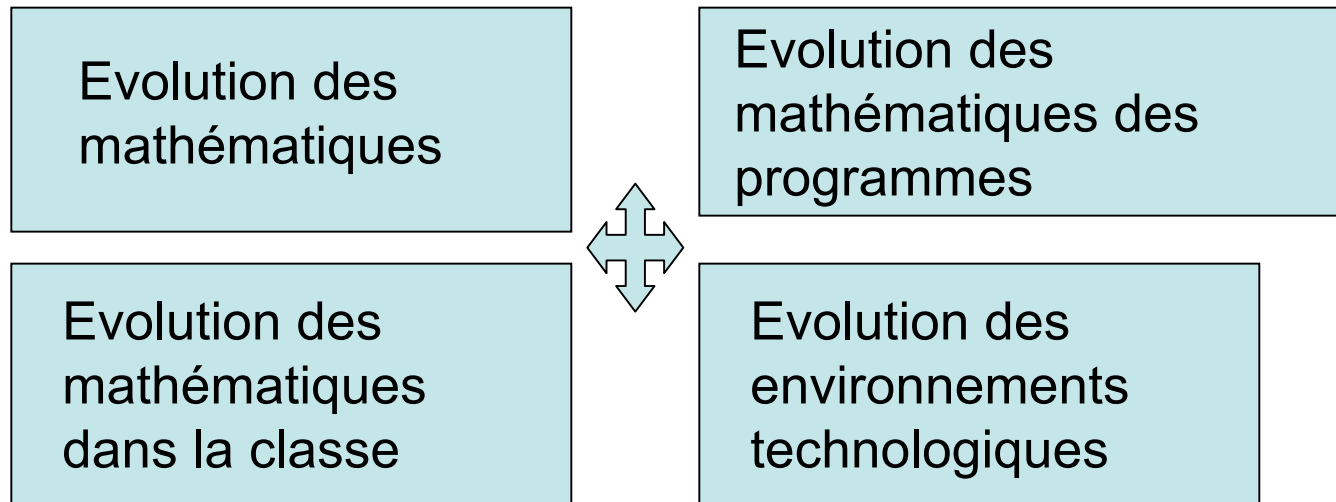 Evolution des
mathématiques
Evolution des
mathématiques des
programmes
Evolution des
mathématiques
dans la classe
Evolution des
environnements
technologiques